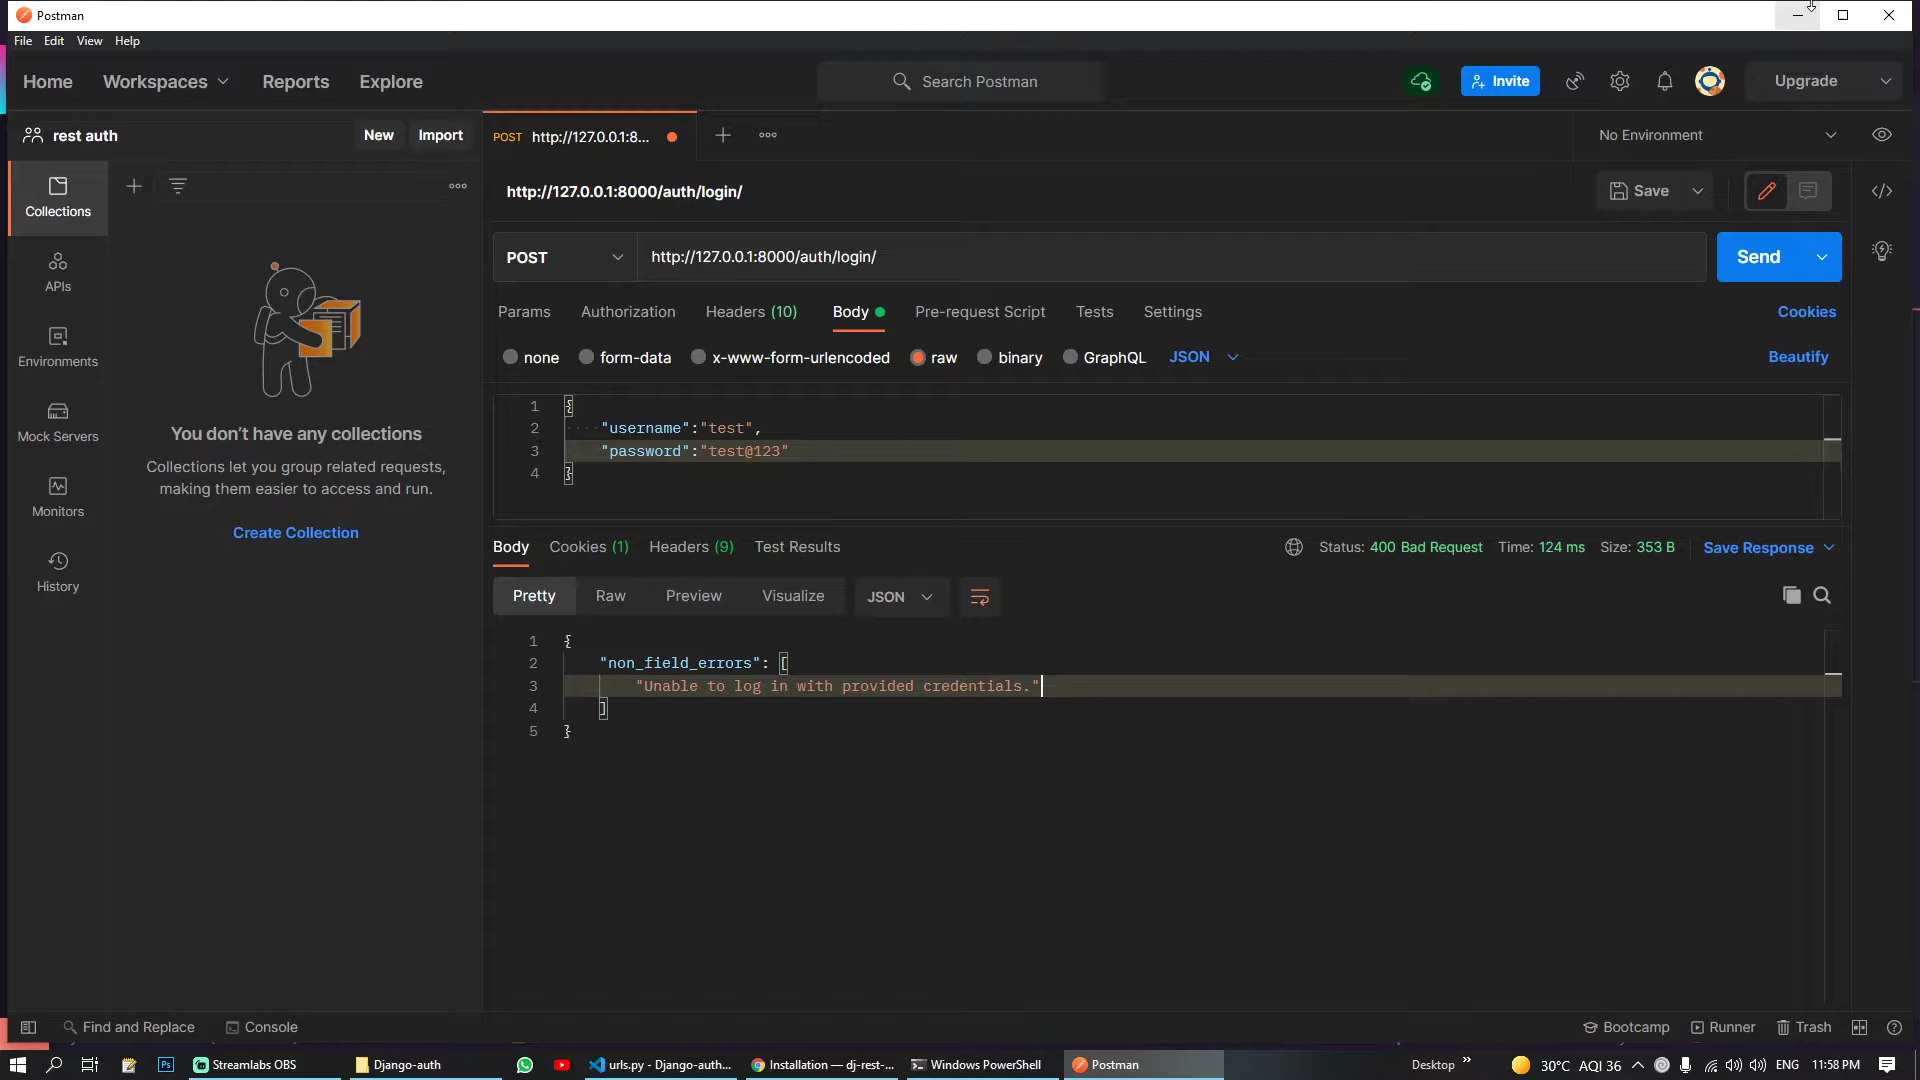 Postman
File Edit View Help
Home Workspaces Reports Explore Search Postman Invite Upgrade
rest auth New Import POST http://127.0.0.1:8... No Environment
http://127.0.0.1:8000/auth/login/ Save
Collections
POST http://127.0.0.1:8000/auth/login/ Send
APIs
Params Authorization Headers (10) Body Pre-request Script Tests Settings Cookies
Environments
none form-data x-www-form-urlencoded raw binary GraphQL JSON Beautify
Mock Servers
1 {
2 "username":"test",
3 "password":"test@123"
4 }
You don't have any collections
Collections let you group related requests,
making them easier to access and run.
Create Collection
Monitors
History
Body Cookies (1) Headers (9) Test Results Status: 400 Bad Request Time: 124 ms Size: 353 B Save Response
Pretty Raw Preview Visualize JSON
1 {
2 "non_field_errors": [
3 "Unable to log in with provided credentials."
4 ]
5 }
Find and Replace Console Bootcamp Runner Trash
Ps Streamlabs OBS Django-auth urls.py - Django-auth... Installation — dj-rest-... Windows PowerShell Postman Desktop 30°C AQI 36 ENG 11:58 PM